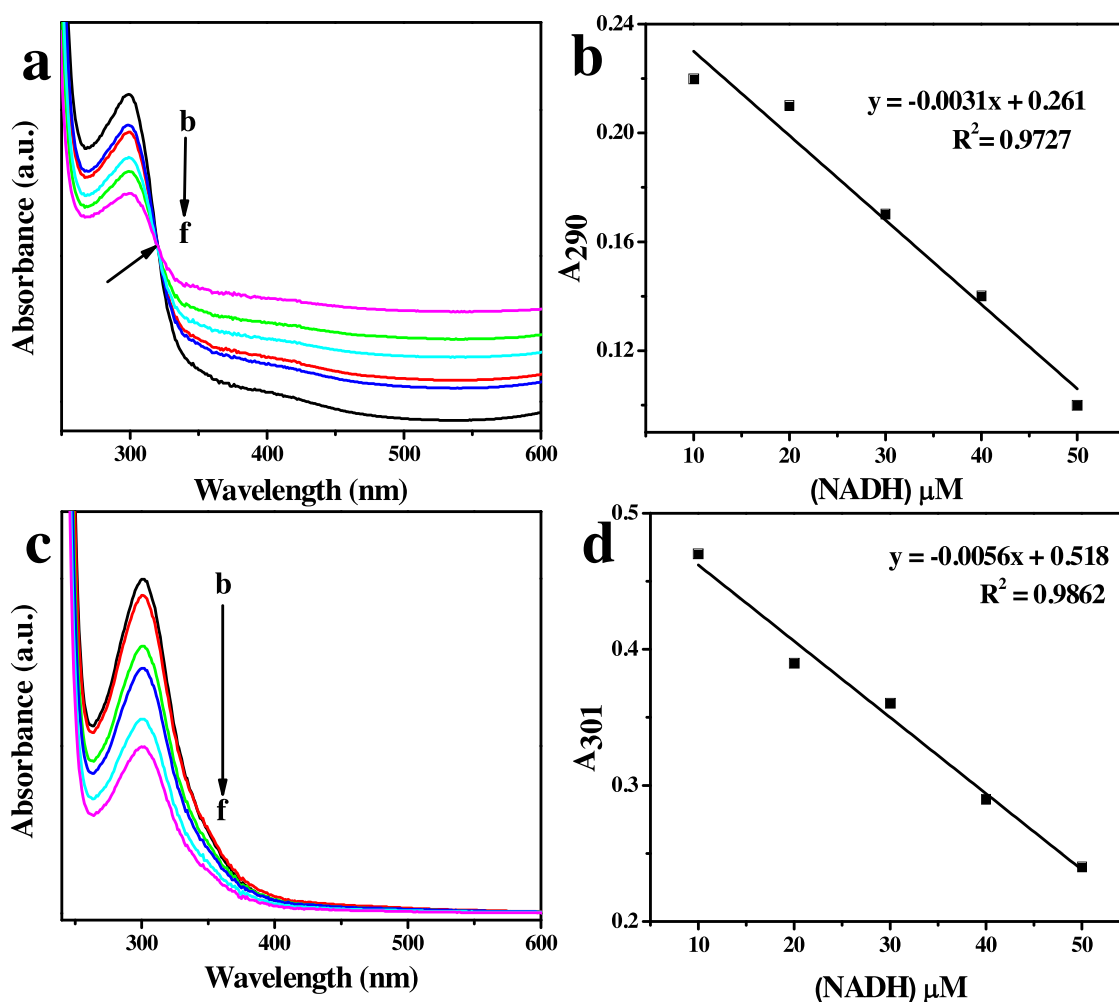 a
b
f
Absorbance (a.u.)
300
400
500
600
Wavelength (nm)
b
y = -0.0031x + 0.261
R² = 0.9727
0.24
0.20
0.16
0.12
A₂₉₀
10
20
30
40
50
(NADH) μM
c
b
f
Absorbance (a.u.)
300
400
500
600
Wavelength (nm)
d
y = -0.0056x + 0.518
R² = 0.9862
0.5
0.4
0.3
0.2
A₃₀₁
10
20
30
40
50
(NADH) μM